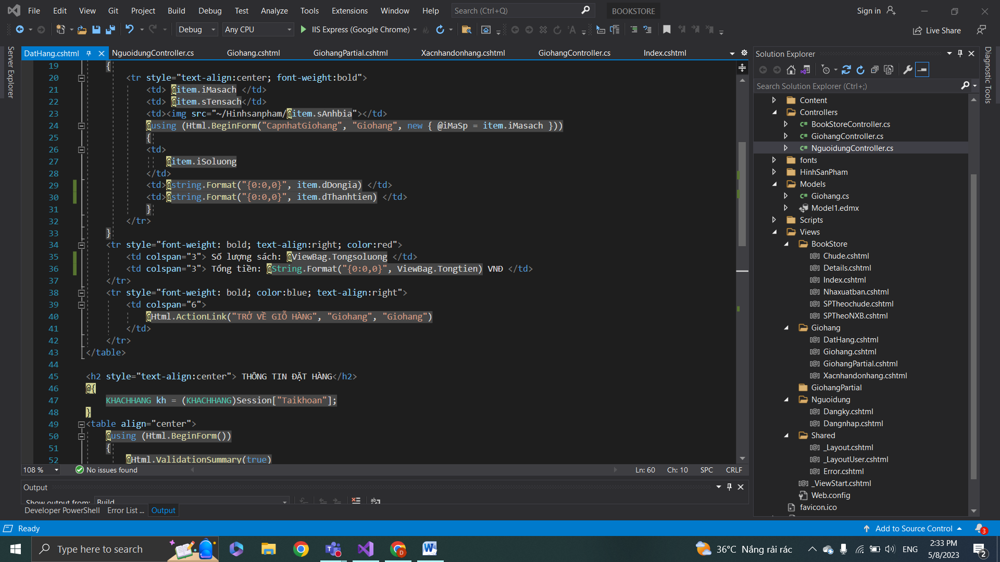 File Edit View Git Project Build Debug Test Analyze Tools Extensions Window Help Search (Ctrl+Q) BOOKSTORE Sign in
Debug Any CPU IIS Express (Google Chrome) Live Share
Server Explorer
DatHang.cshtml NguoidungController.cs Giohang.cshtml GiohangPartial.cshtml Xacnhandonhang.cshtml GiohangController.cs Index.cshtml
19 {
20 <tr style="text-align:center; font-weight:bold">
21 <td> @item.iMasach </td>
22 <td> @item.sTensach</td>
23 <td><img src="~/Hinhsanpham/@item.sAnhbia"></td>
24 @using (Html.BeginForm("CapnhatGiohang", "Giohang", new { @iMaSp = item.iMasach }))
25 {
26 <td>
27 @item.iSoluong
28 </td>
29 <td>@string.Format("{0:0,0}", item.dDongia) </td>
30 <td>@string.Format("{0:0,0}", item.dThanhtien) </td>
31 }
32 </tr>
33 }
34 <tr style="font-weight: bold; text-align:right; color:red">
35 <td colspan="3"> Số lượng sách: @ViewBag.Tongsoluong </td>
36 <td colspan="3"> Tổng tiền: @String.Format("{0:0,0}", ViewBag.Tongtien) VNĐ </td>
37 </tr>
38 <tr style="font-weight: bold; color:blue; text-align:right">
39 <td colspan="6">
40 @Html.ActionLink("TRỞ VỀ GIỖ HÀNG", "Giohang", "Giohang")
41 </td>
42 </tr>
43 </table>
44
45 <h2 style="text-align:center"> THÔNG TIN ĐẶT HÀNG</h2>
46 @{
47 KHACHHANG kh = (KHACHHANG)Session["Taikhoan"];
48 }
49 <table align="center">
50 @using (Html.BeginForm())
51 {
52 @Html.ValidationSummary(true)
108 % No issues found Ln: 60 Ch: 10 SPC CRLF
Output
Show output from: Build
Developer PowerShell Error List ... Output
Solution Explorer
Search Solution Explorer (Ctrl+;)
Content
Controllers
C# BookStoreController.cs
C# GiohangController.cs
C# NguoidungController.cs
fonts
HinhSanPham
Models
C# Giohang.cs
Model1.edmx
Scripts
Views
BookStore
[@] Chude.cshtml
[@] Details.cshtml
[@] Index.cshtml
[@] Nhaxuatban.cshtml
[@] SPTheochude.cshtml
[@] SPTheoNXB.cshtml
Giohang
[@] DatHang.cshtml
[@] Giohang.cshtml
[@] GiohangPartial.cshtml
[@] Xacnhandonhang.cshtml
GiohangPartial
Nguoidung
[@] Dangky.cshtml
[@] Dangnhap.cshtml
Shared
[@] _Layout.cshtml
[@] _LayoutUser.cshtml
[@] Error.cshtml
[@] _ViewStart.cshtml
Web.config
favicon.ico
Diagnostic Tools
Ready Add to Source Control 3
Type here to search 36°C Nắng rải rác ENG 2:33 PM 5/8/2023 2